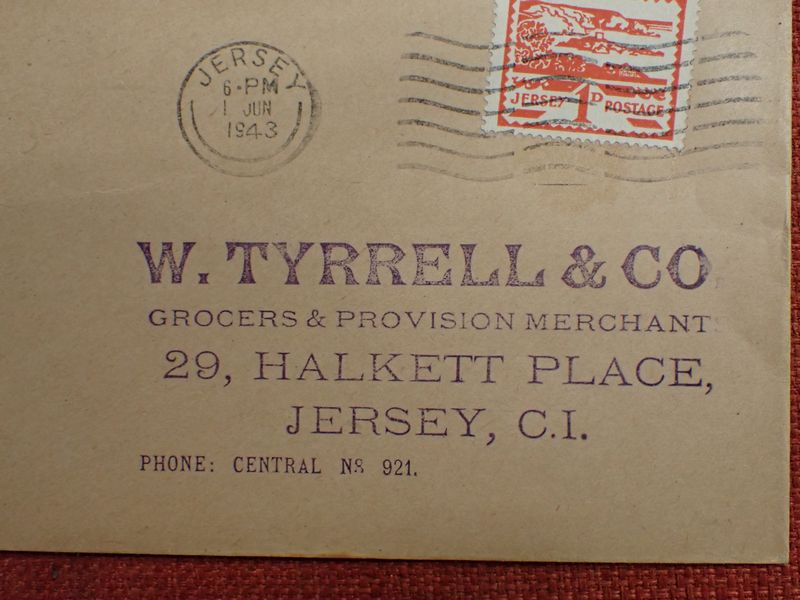 JERSEY
6-PM
1 JUN
1943
JERSEY 1D POSTAGE
W. TYRRELL & CO.
GROCERS & PROVISION MERCHANTS
29, HALKETT PLACE,
JERSEY, C.I.
PHONE: CENTRAL No 921.